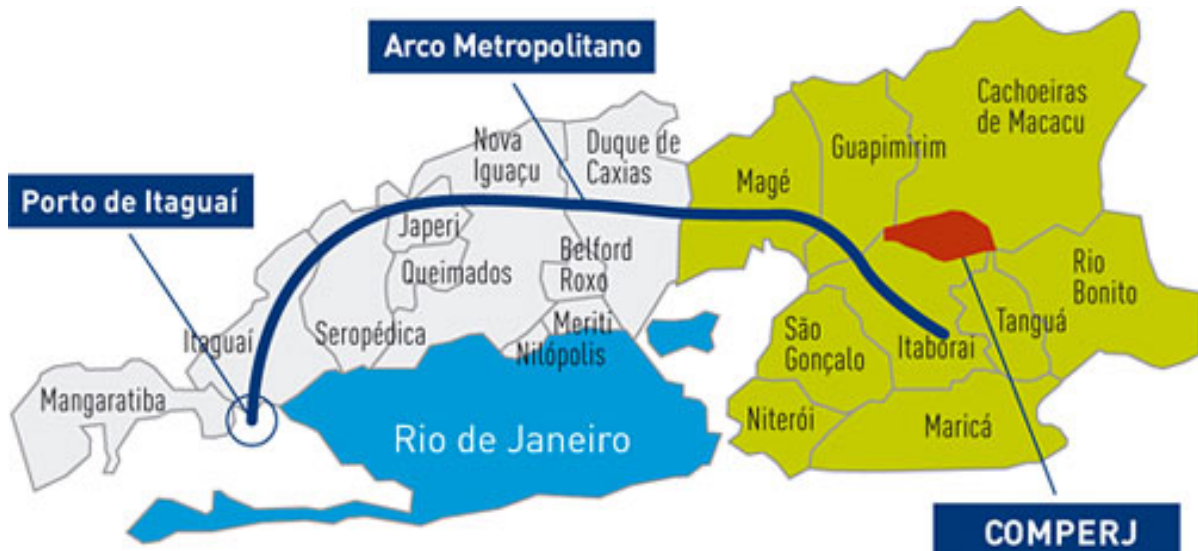 Arco Metropolitano
Porto de Itaguaí
Nova
Iguaçu
Duque de
Caxias
Magé
Guapimirim
Cachoeiras
de Macacu
Japeri
Queimados
Belford
Roxo
Meriti
Nilópolis
Seropédica
Itaguaí
Mangaratiba
Rio de Janeiro
São
Gonçalo
Niterói
Itaborai
Tanguá
Rio
Bonito
Maricá
COMPERJ